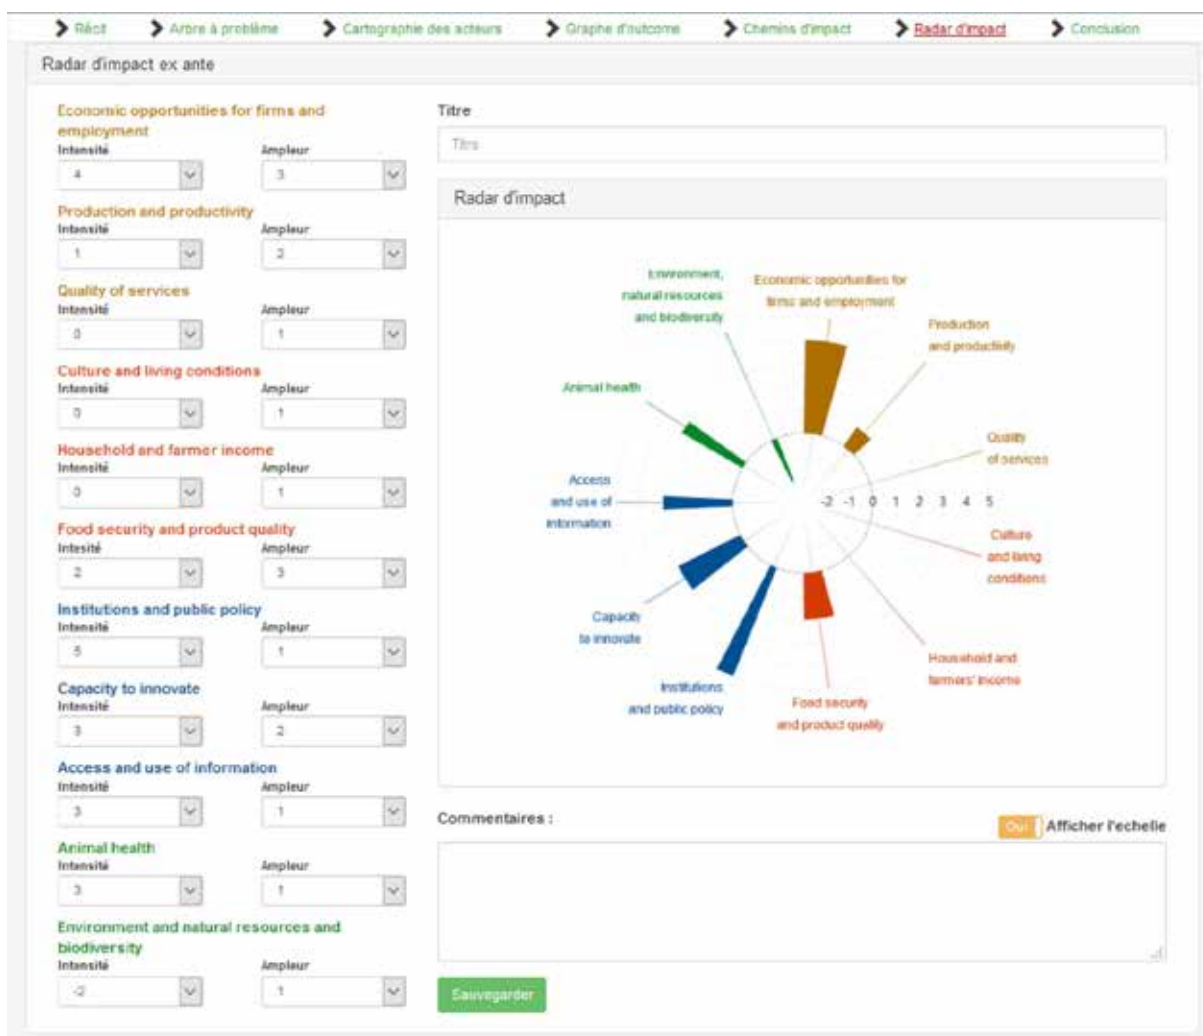 Récit Arbre à problème Cartographie des acteurs Graphe d'outcome Chemins d'impact Radar d'impact Conclusion
Radar d'impact ex ante
Economic opportunities for firms and
employment
Intensité Ampleur
4 3
Production and productivity
Intensité Ampleur
1 2
Quality of services
Intensité Ampleur
0 1
Culture and living conditions
Intensité Ampleur
0 1
Household and farmer income
Intensité Ampleur
0 1
Food security and product quality
Intesité Ampleur
2 3
Institutions and public policy
Intensité Ampleur
5 1
Capacity to innovate
Intensité Ampleur
3 2
Access and use of information
Intensité Ampleur
3 1
Animal health
Intensité Ampleur
3 1
Environment and natural resources and
biodiversity
Intensité Ampleur
-2 1
Titre
Titre
Radar d'impact
Environment,
natural resources
and biodiversity
Economic opportunities for
firms and employment
Production
and productivity
Animal health
Quality
of services
Access
and use of
information
-2 -1 0 1 2 3 4 5
Culture
and living
conditions
Capacity
to innovate
Household and
farmers' income
Institutions
and public policy
Food security
and product quality
Commentaires :
Oui Afficher l'echelle
Sauvegarder